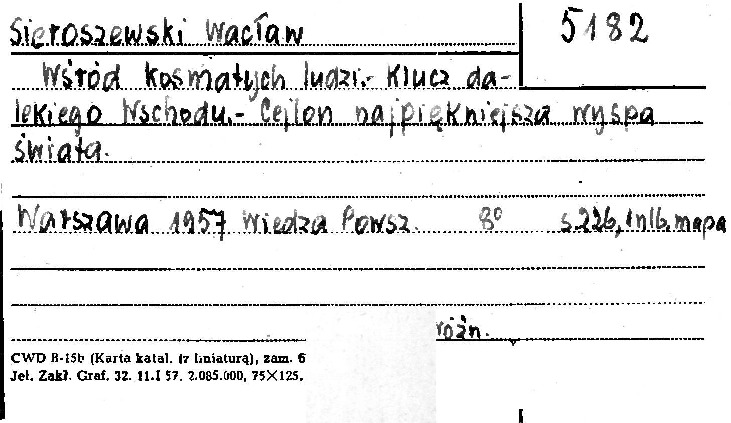 Sieroszewski Wacław
5182
Wśród kosmatych ludzi.- Klucz da-
lekiego Wschodu.- Cejlon najpiękniejsza wyspa
świata.
Warszawa 1957 Wiedza Powsz. 8° s.226, 1 nlb. mapa
różn.
CWD B-15b (Karta katal. (z liniaturą), zam. 6
Jel. Zakł. Graf. 32. 11.I 57. 2.085.000, 75×125.